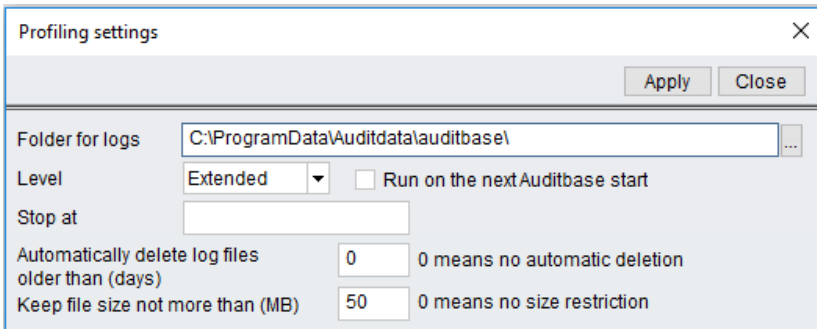 Profiling settings
Apply Close
Folder for logs C:\ProgramData\Auditdata\auditbase\ ...
Level Extended Run on the next Auditbase start
Stop at
Automatically delete log files
older than (days) 0 0 means no automatic deletion
Keep file size not more than (MB) 50 0 means no size restriction